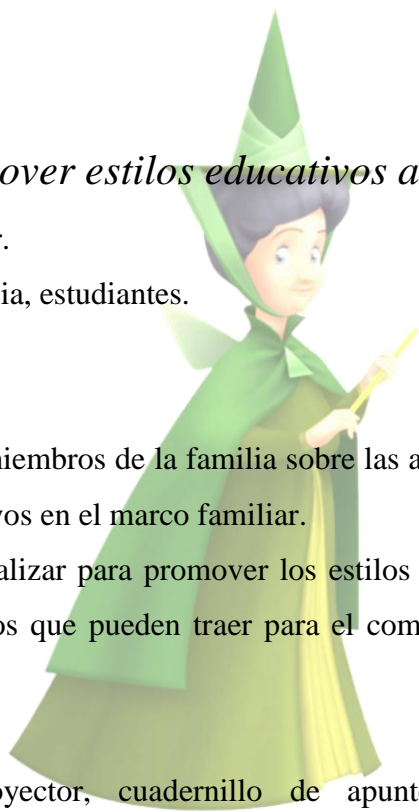 over estilos educativos a
r.
ia, estudiantes.
miembros de la familia sobre las a
vos en el marco familiar.
alizar para promover los estilos
os que pueden traer para el com
oyector, cuadernillo de apunt